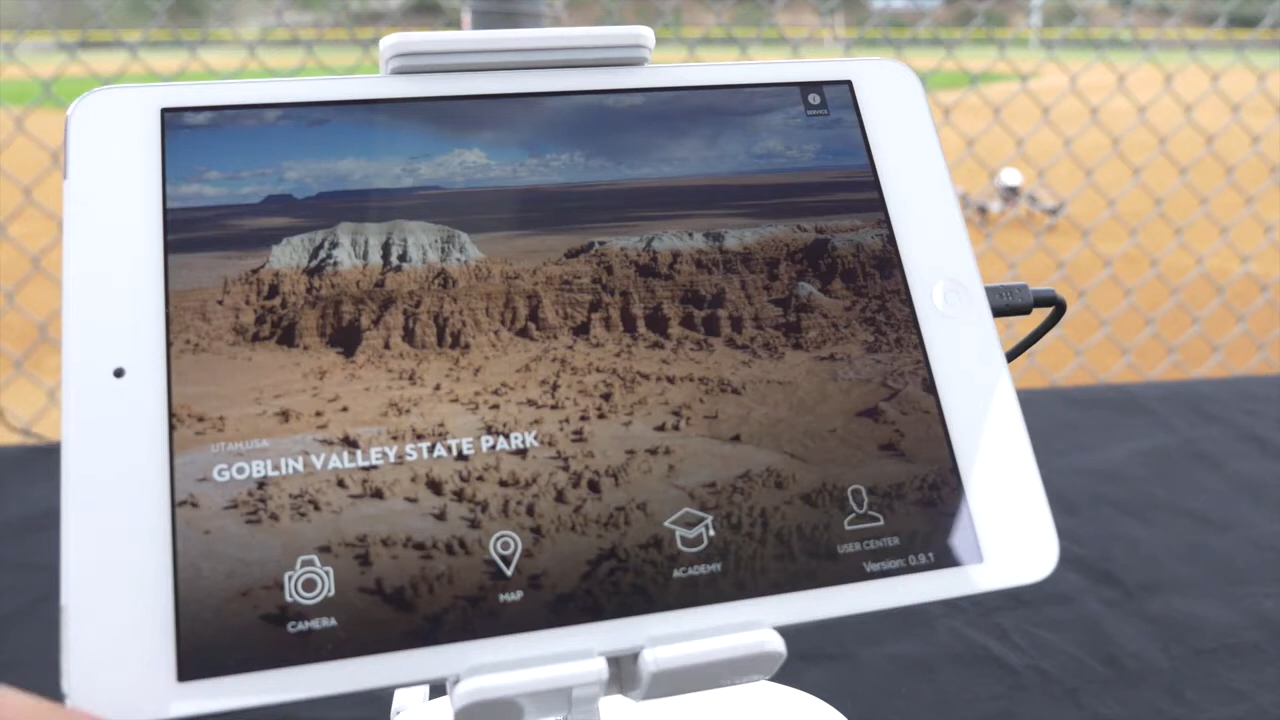 SERVICE
UTAH,USA
GOBLIN VALLEY STATE PARK
CAMERA
MAP
ACADEMY
USER CENTER
Version: 0.9.1